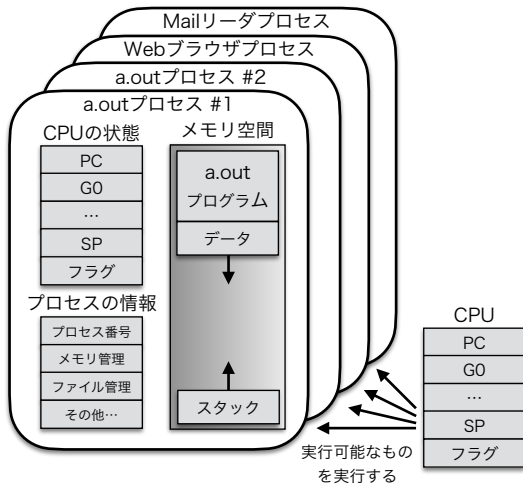 Mailリーダプロセス
Webブラウザプロセス
a.outプロセス #2
a.outプロセス #1
CPUの状態
PC
G0
…
SP
フラグ
プロセスの情報
プロセス番号
メモリ管理
ファイル管理
その他…
メモリ空間
a.out
プログラム
データ
スタック
CPU
PC
G0
…
SP
フラグ
実行可能なもの
を実行する